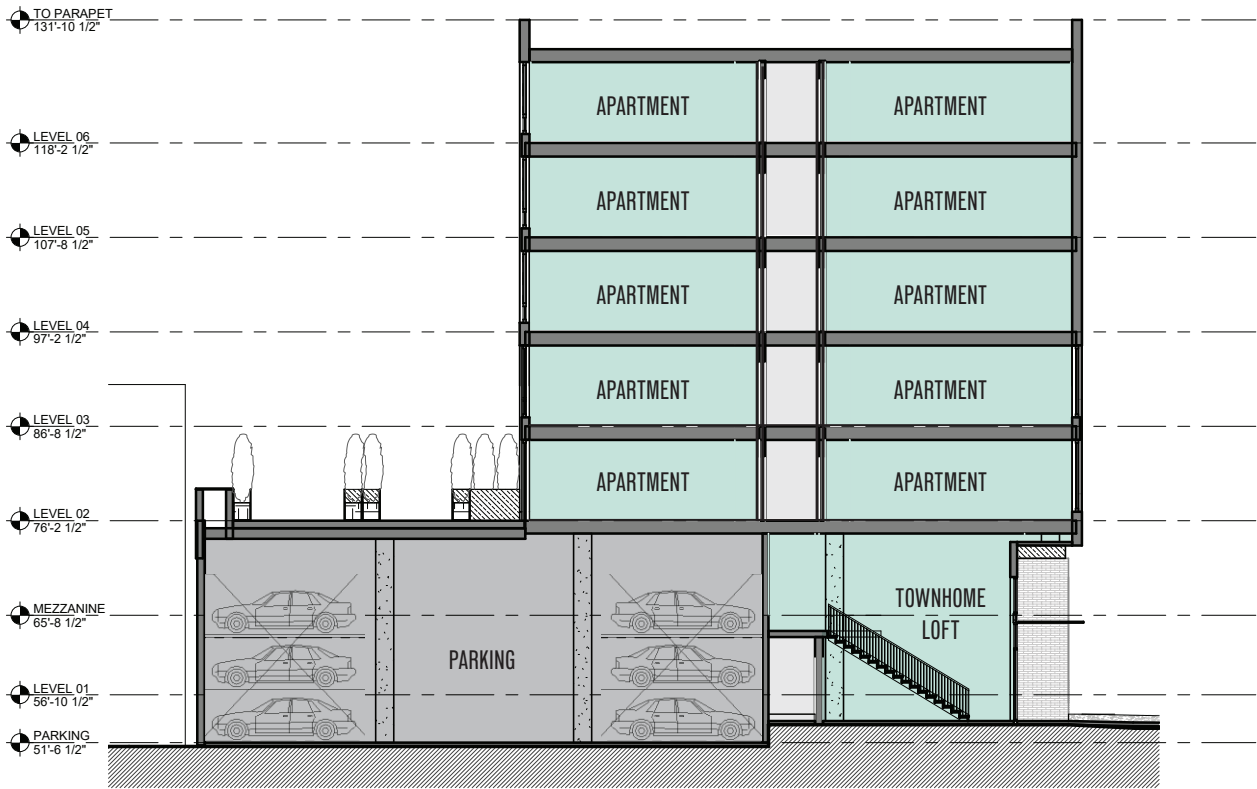 TO PARAPET
131'-10 1/2"
APARTMENT APARTMENT
LEVEL 06
118'-2 1/2"
APARTMENT APARTMENT
LEVEL 05
107'-8 1/2"
APARTMENT APARTMENT
LEVEL 04
97'-2 1/2"
APARTMENT APARTMENT
LEVEL 03
86'-8 1/2"
APARTMENT APARTMENT
LEVEL 02
76'-2 1/2"
MEZZANINE
65'-8 1/2"
TOWNHOME
LOFT
PARKING
LEVEL 01
56'-10 1/2"
PARKING
51'-6 1/2"